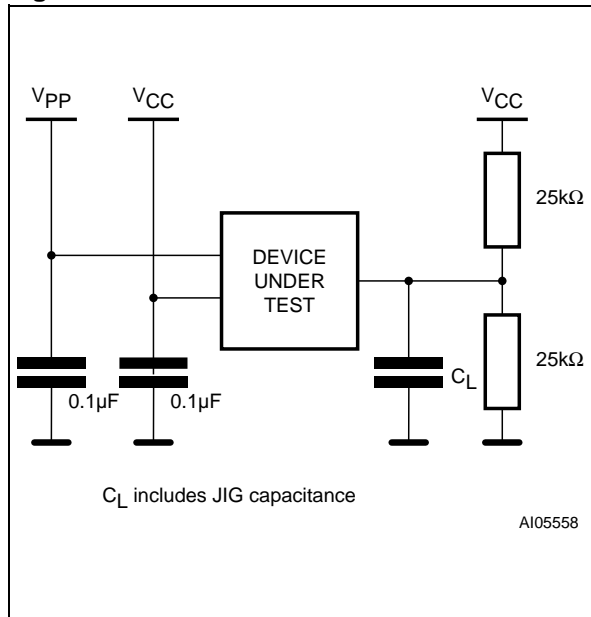 VPP
VCC
VCC
25kΩ
DEVICE
UNDER
TEST
25kΩ
CL
0.1µF
0.1µF
CL includes JIG capacitance
AI05558